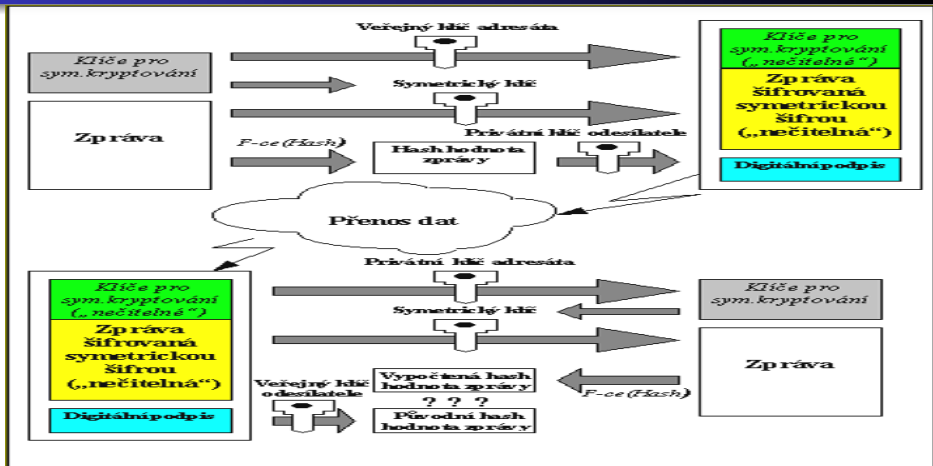 Veřejný klíč adresáta
Klíče pro
sym.kryptování
Symetrický klíč
Zpráva
F-ce(Hash)
Hash hodnota
zprávy
Privátní klíč odesílatele
Klíče pro
sym.kryptování
(„nečitelné“)
Zpráva
šifrovaná
symetrickou
šifrou
(„nečitelná“)
Digitální podpis
Přenos dat
Klíče pro
sym.kryptování
(„nečitelné“)
Zpráva
šifrovaná
symetrickou
šifrou
(„nečitelná“)
Digitální podpis
Privátní klíč adresáta
Symetrický klíč
Veřejný klíč
odesílatele
Vypočtená hash
hodnota zprávy
? ? ?
Původní hash
hodnota zprávy
F-ce(Hash)
Klíče pro
sym.kryptování
Zpráva